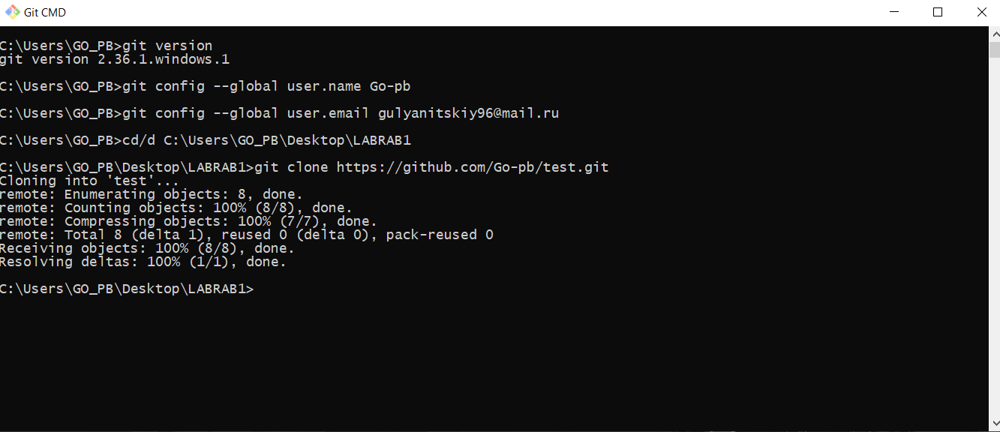 Git CMD
C:\Users\GO_PB>git version
git version 2.36.1.windows.1
C:\Users\GO_PB>git config --global user.name Go-pb
C:\Users\GO_PB>git config --global user.email gulyanitskiy96@mail.ru
C:\Users\GO_PB>cd/d C:\Users\GO_PB\Desktop\LABRAB1
C:\Users\GO_PB\Desktop\LABRAB1>git clone https://github.com/Go-pb/test.git
Cloning into 'test'...
remote: Enumerating objects: 8, done.
remote: Counting objects: 100% (8/8), done.
remote: Compressing objects: 100% (7/7), done.
remote: Total 8 (delta 1), reused 0 (delta 0), pack-reused 0
Receiving objects: 100% (8/8), done.
Resolving deltas: 100% (1/1), done.
C:\Users\GO_PB\Desktop\LABRAB1>